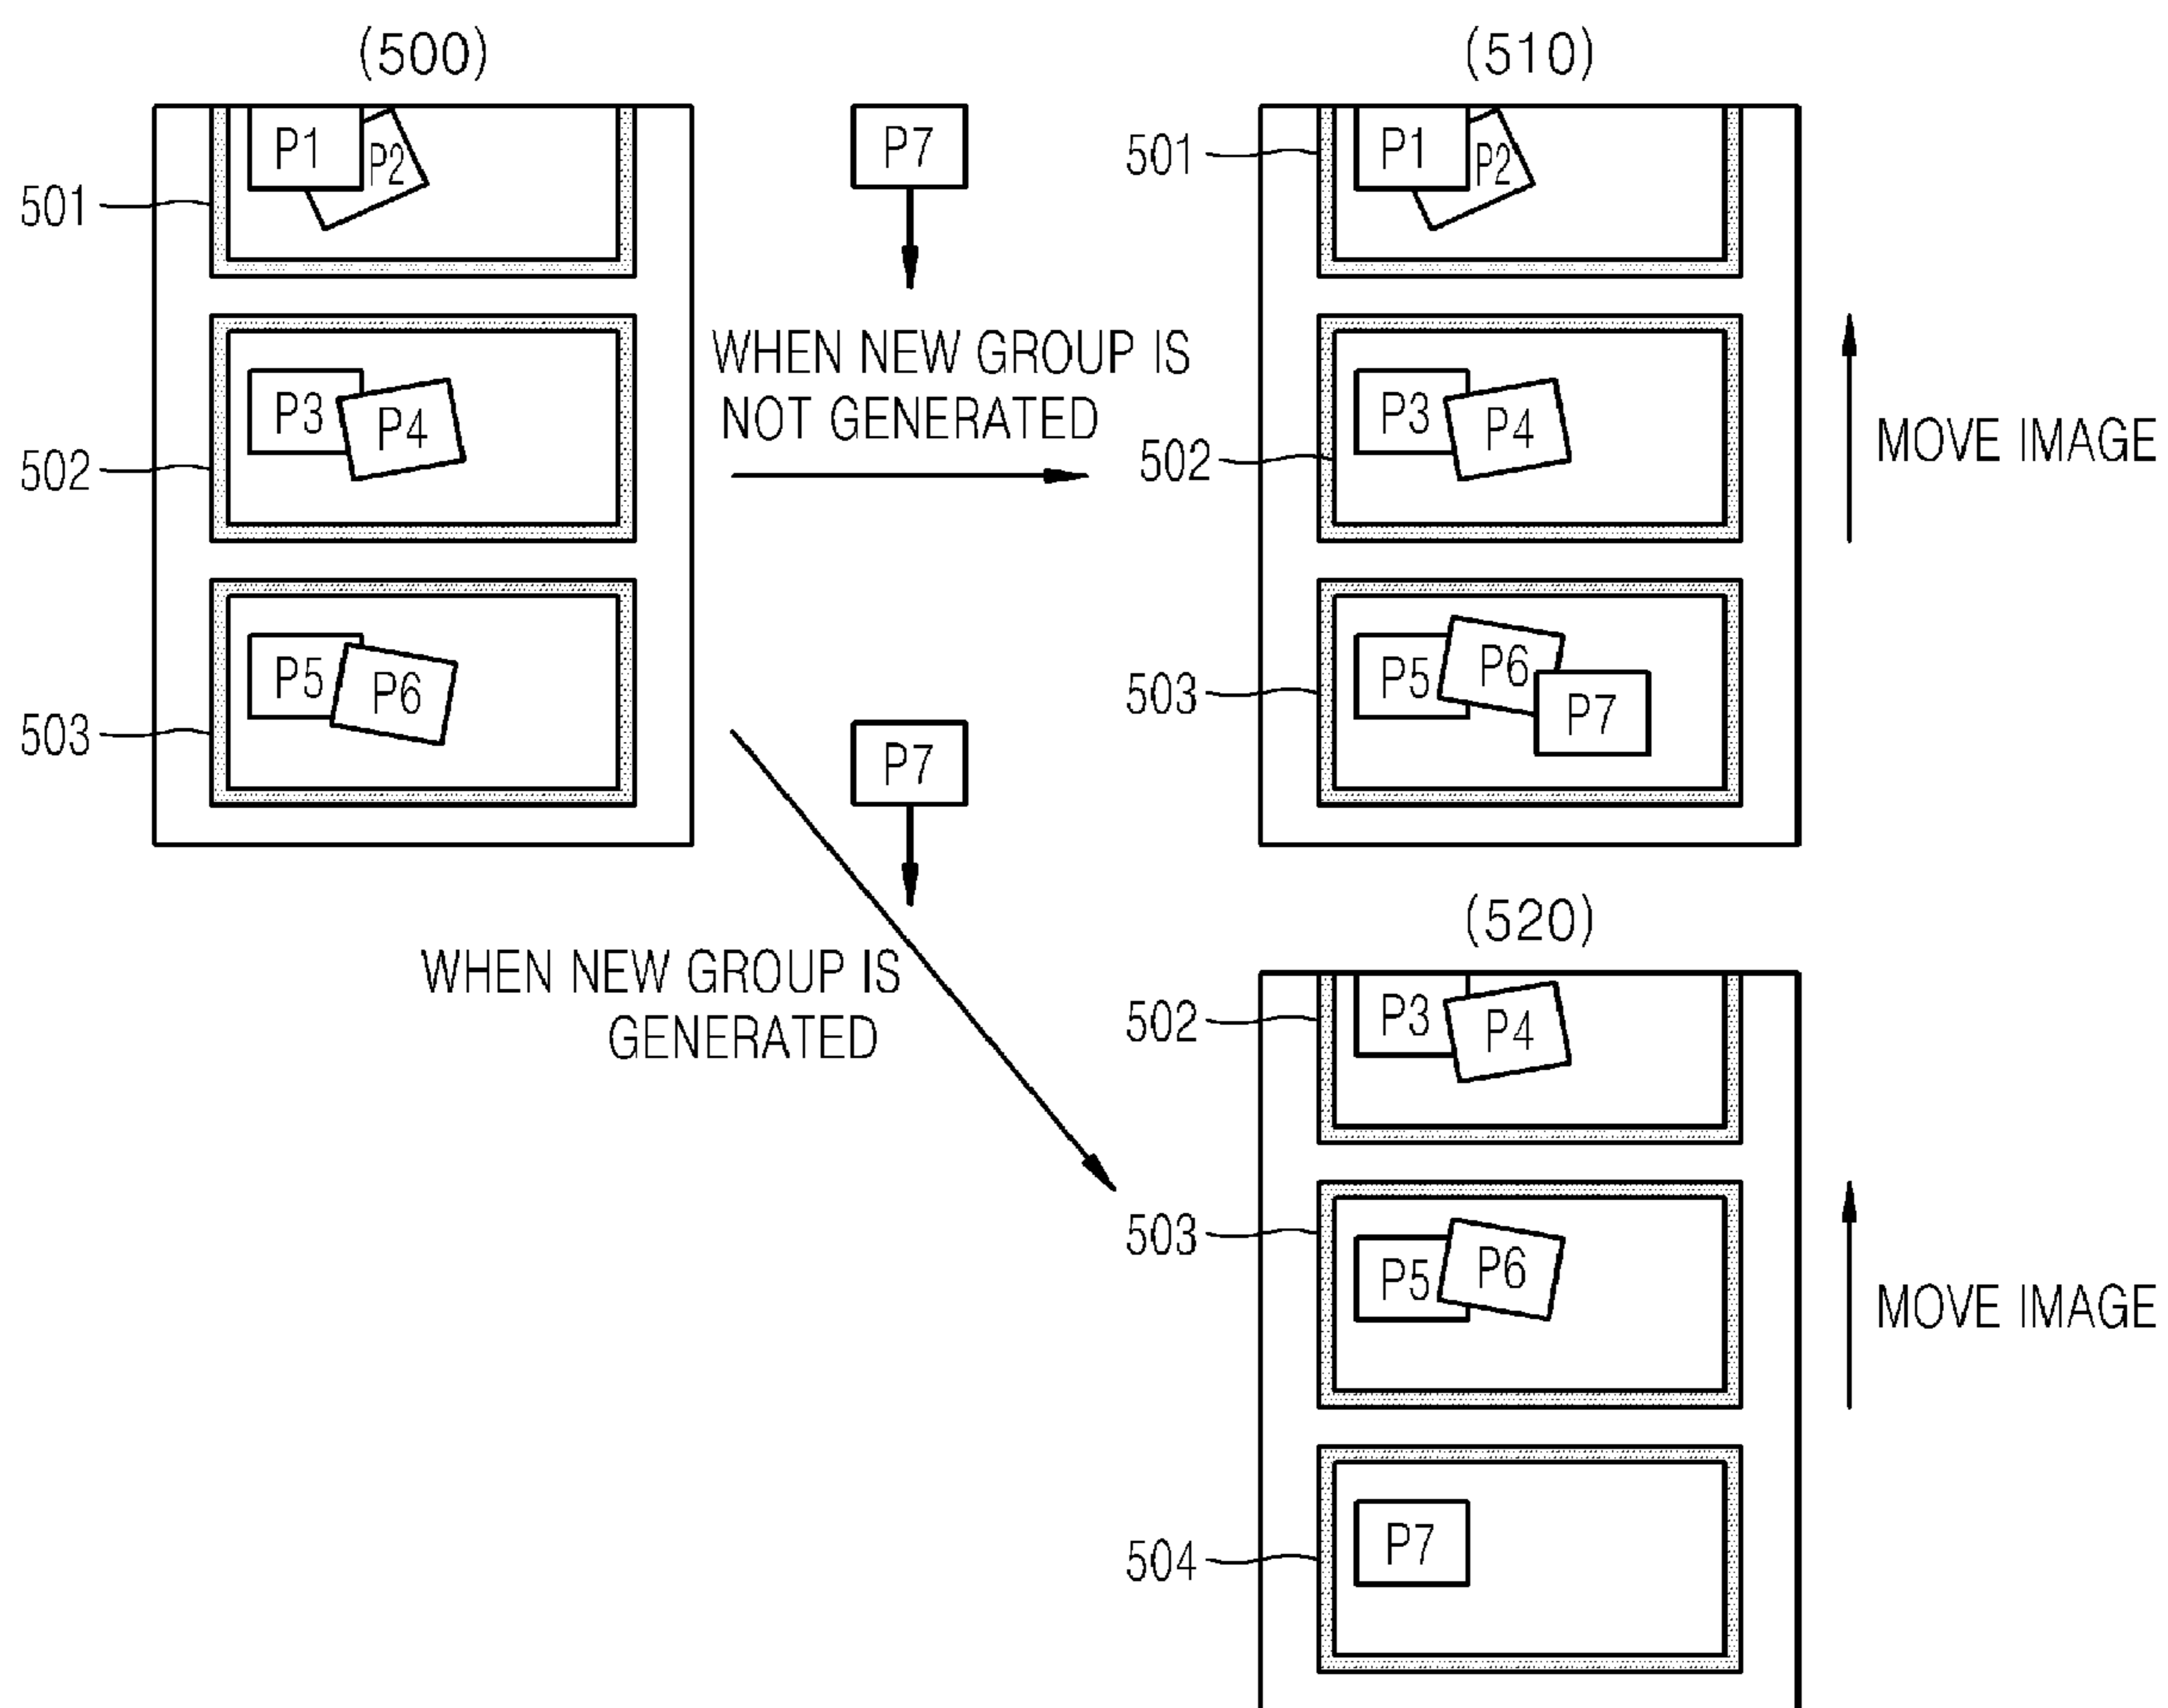 (500)
P1
P2
501
P3
P4
502
P5
P6
503
P7
WHEN NEW GROUP IS
NOT GENERATED
P7
WHEN NEW GROUP IS
GENERATED
(510)
P1
P2
501
P3
P4
502
MOVE IMAGE
P5
P6
P7
503
(520)
P3
P4
502
P5
P6
503
MOVE IMAGE
P7
504